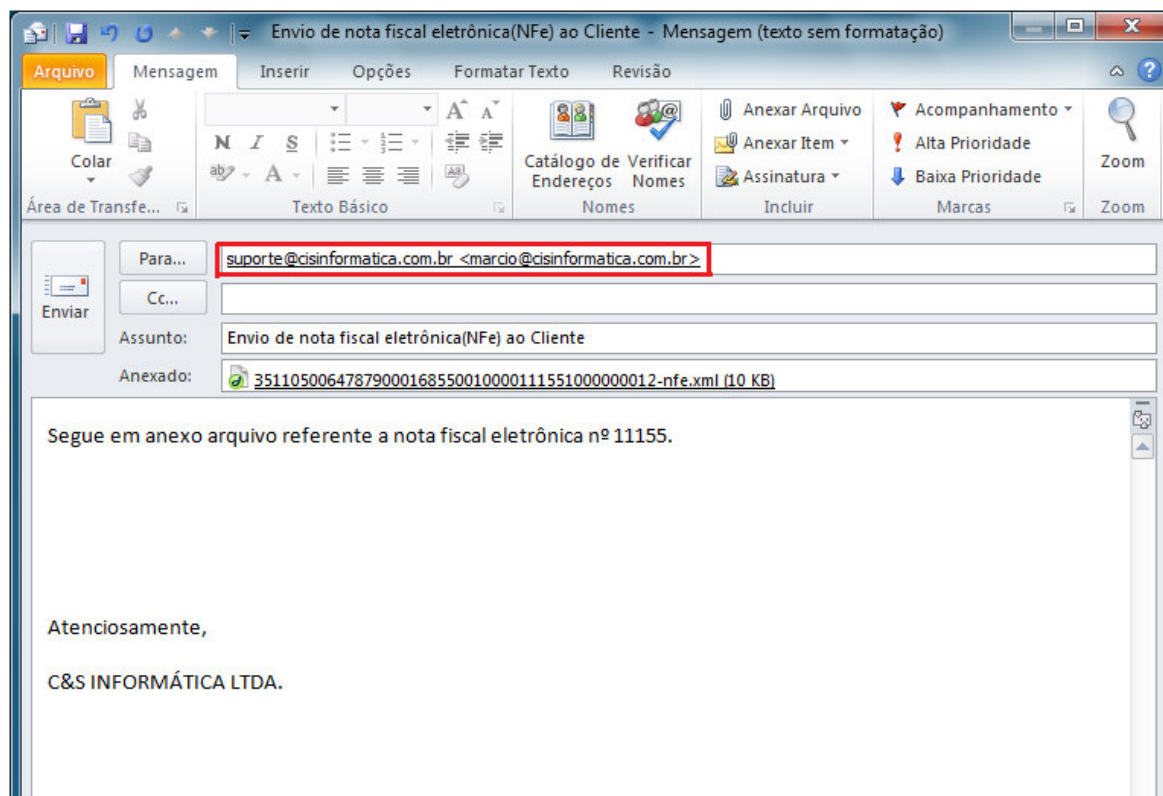 Envio de nota fiscal eletrônica(NFe) ao Cliente - Mensagem (texto sem formatação)
Arquivo Mensagem Inserir Opções Formatar Texto Revisão
Colar
N I S
Catálogo de Endereços
Verificar Nomes
Anexar Arquivo
Anexar Item
Assinatura
Acompanhamento
Alta Prioridade
Baixa Prioridade
Zoom
Área de Transfe... Texto Básico Nomes Incluir Marcas Zoom
Enviar
Para... suporte@cisinformatica.com.br <marcio@cisinformatica.com.br>
Cc...
Assunto: Envio de nota fiscal eletrônica(NFe) ao Cliente
Anexado: 35110500647879000168550010000111551000000012-nfe.xml (10 KB)
Segue em anexo arquivo referente a nota fiscal eletrônica nº 11155.
Atenciosamente,
C&S INFORMÁTICA LTDA.